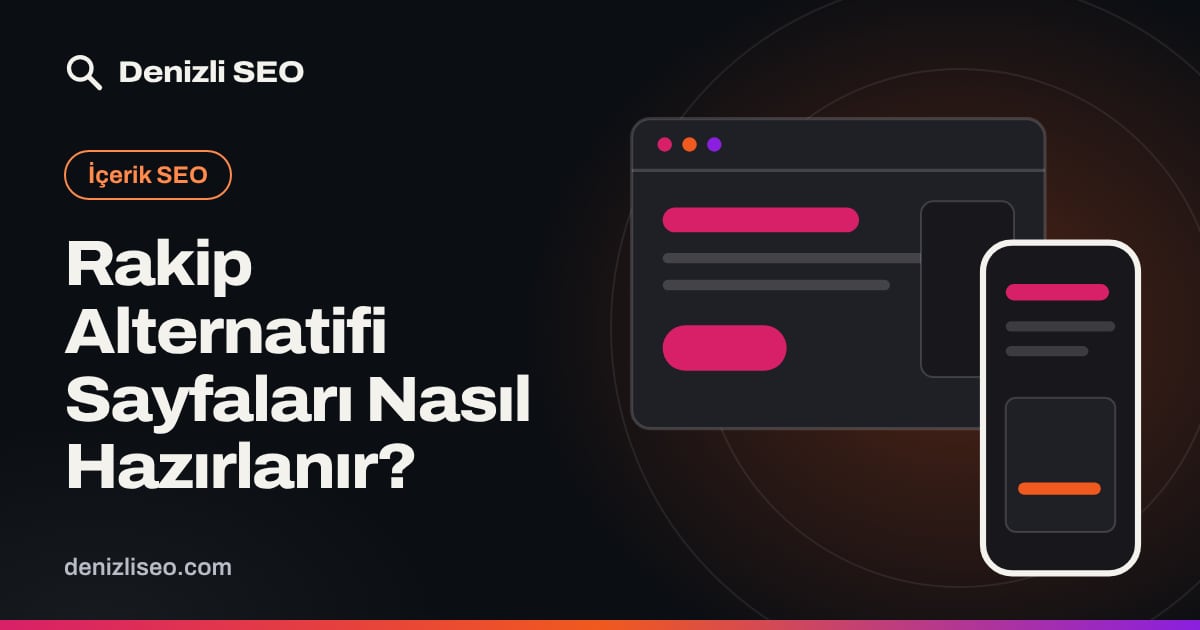 Denizli SEO
İçerik SEO
Rakip
Alternatifi
Sayfaları Nasıl
Hazırlanır?
denizliseo.com